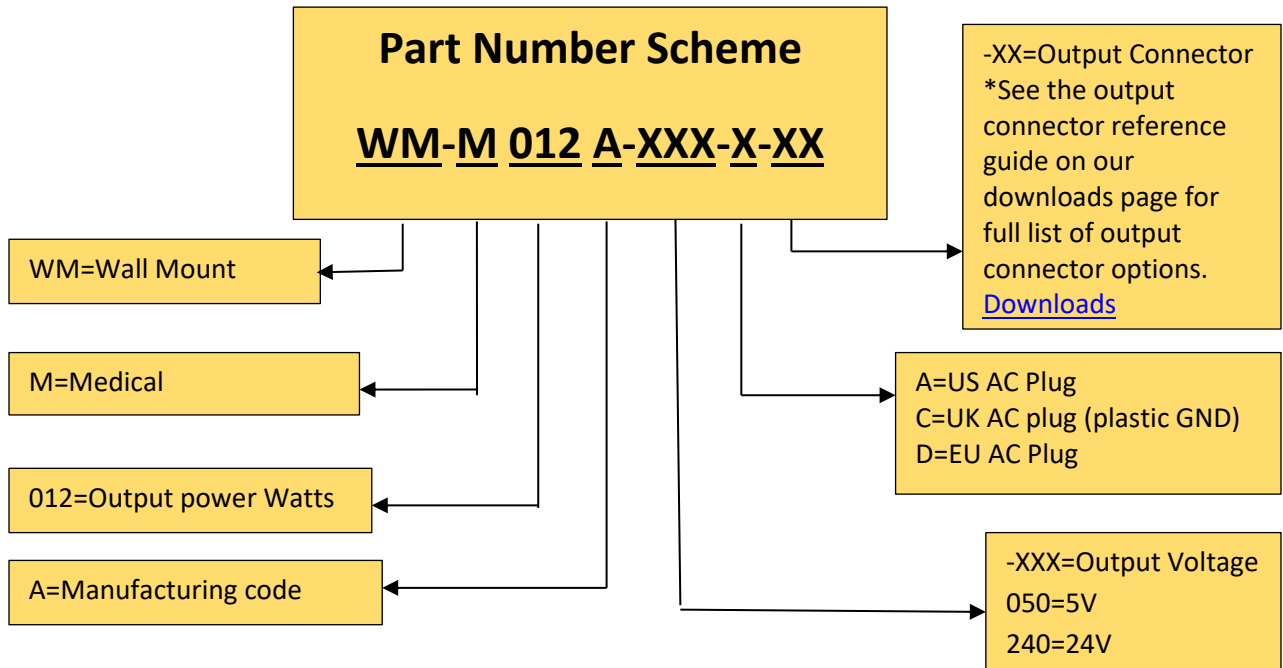 Part Number Scheme
WM-M 012 A-XXX-X-XX
-XX=Output Connector
*See the output
connector reference
guide on our
downloads page for
full list of output
connector options.
Downloads
WM=Wall Mount
M=Medical
A=US AC Plug
C=UK AC plug (plastic GND)
D=EU AC Plug
012=Output power Watts
A=Manufacturing code
-XXX=Output Voltage
050=5V
240=24V